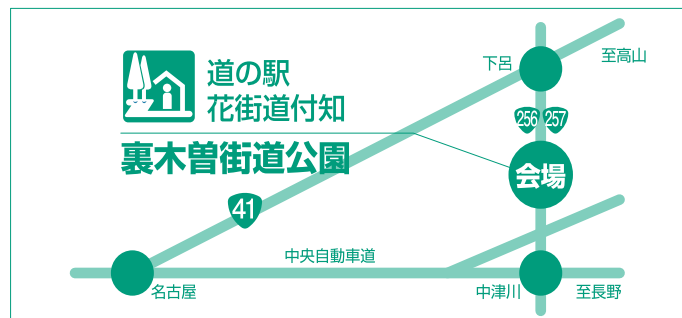 道の駅
花街道付知
裏木曽街道公園
下呂
至高山
256 257
会場
41
中央自動車道
名古屋
中津川
至長野